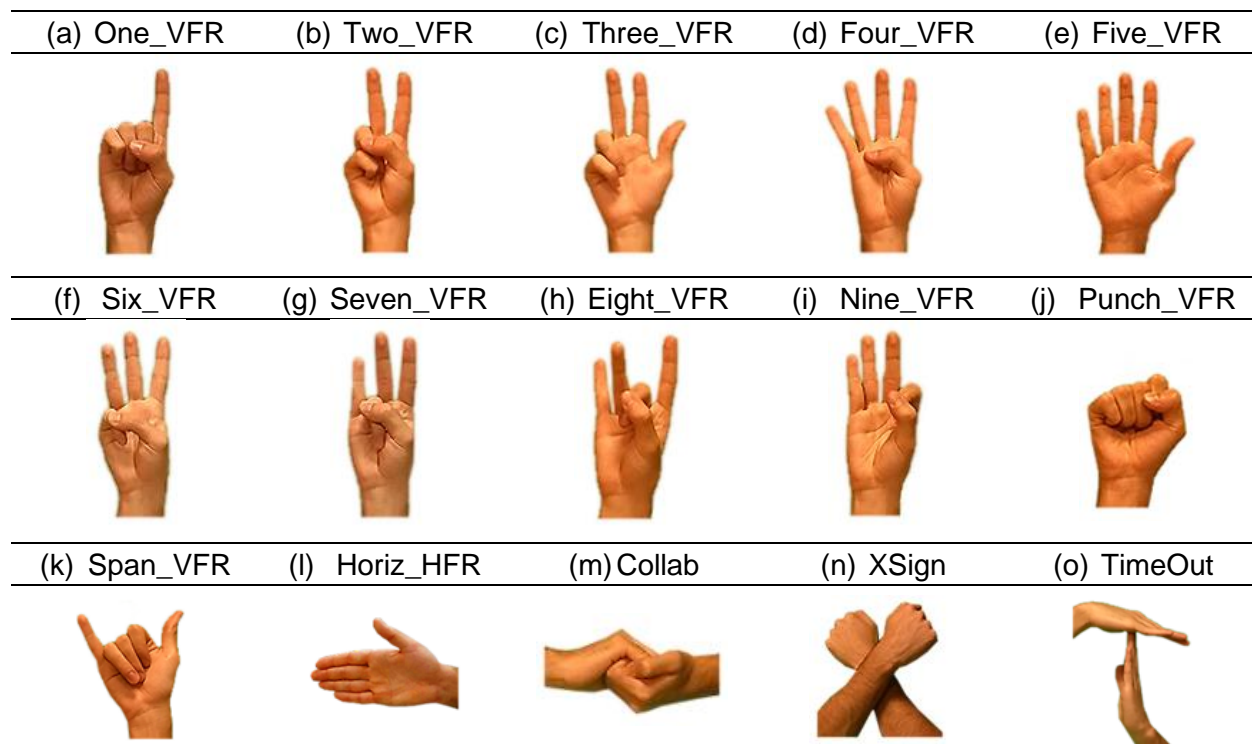 (a) One_VFR (b) Two_VFR (c) Three_VFR (d) Four_VFR (e) Five_VFR
(f) Six_VFR (g) Seven_VFR (h) Eight_VFR (i) Nine_VFR (j) Punch_VFR
(k) Span_VFR (l) Horiz_HFR (m) Collab (n) XSign (o) TimeOut